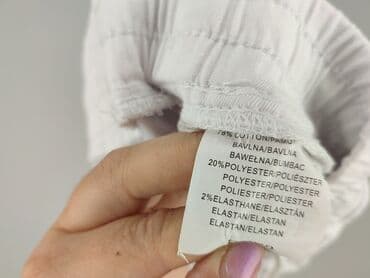 78% COTTON/PAMUT
BAVLNA/BAVLNA
BAWEŁNA/BUMBAC
20%POLYESTER/POLIÉSZTER
POLYESTER/POLYESTER
POLIESTER/POLIESTER
2%ELASTHANE/ELASZTÁN
ELASTAN/ELASTAN
ELASTAN/ELASTAN